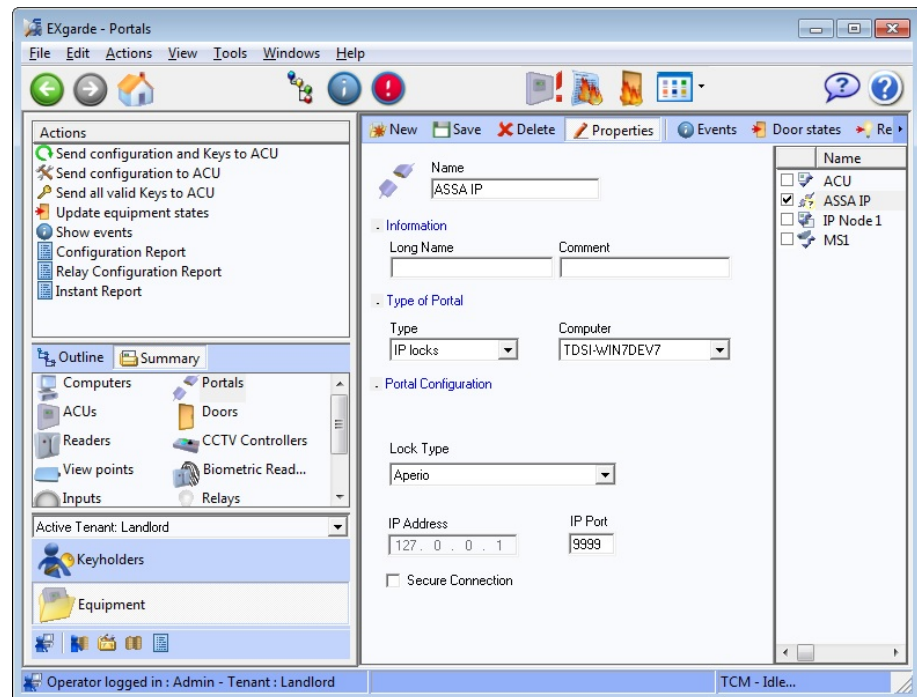 EXgarde - Portals
File Edit Actions View Tools Windows Help
Actions
Send configuration and Keys to ACU
Send configuration to ACU
Send all valid Keys to ACU
Update equipment states
Show events
Configuration Report
Relay Configuration Report
Instant Report
Outline Summary
Computers Portals
ACUs Doors
Readers CCTV Controllers
View points Biometric Read...
Inputs Relays
Active Tenant: Landlord
Keyholders
Equipment
New Save Delete Properties Events Door states Re
Name
ASSA IP
- Information
Long Name Comment
- Type of Portal
Type Computer
IP locks TDSI-WIN7DEV7
- Portal Configuration
Lock Type
Aperio
IP Address IP Port
127 . 0 . 0 . 1 9999
Secure Connection
Name
ACU
ASSA IP
IP Node 1
MS1
Operator logged in : Admin - Tenant : Landlord TCM - Idle...